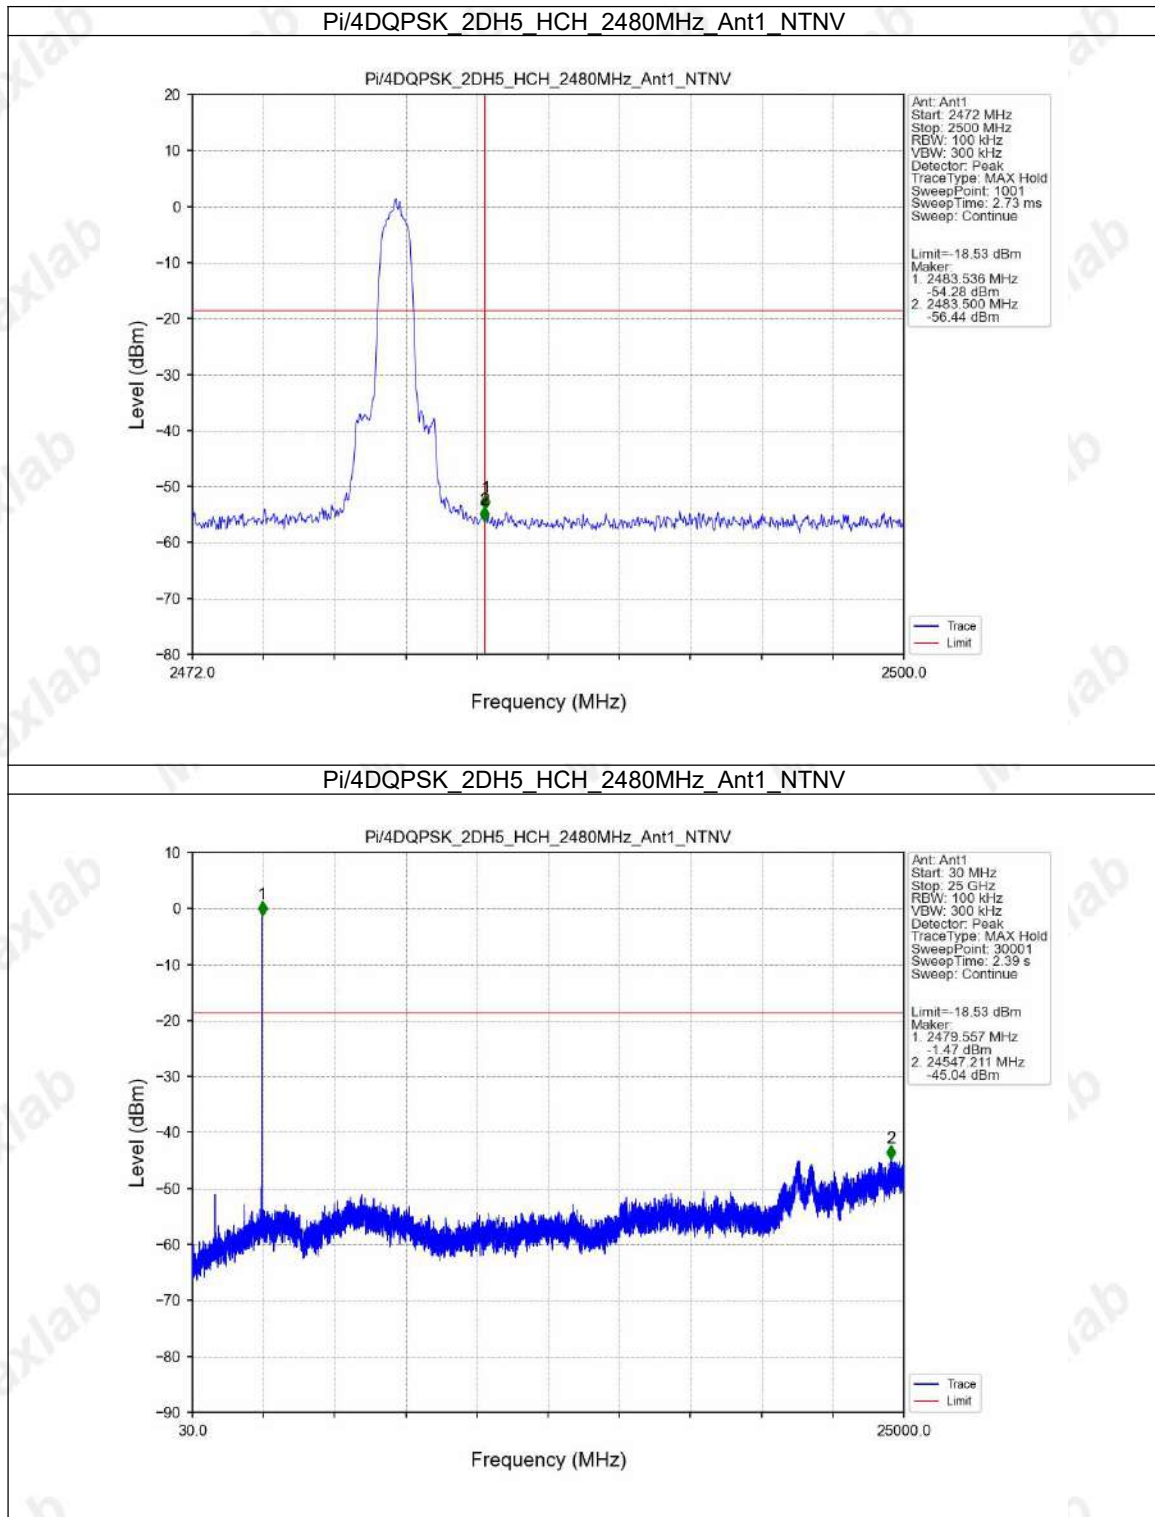 Pi/4DQPSK_2DH5_HCH_2480MHz_Ant1_NTNV
Pi/4DQPSK_2DH5_HCH_2480MHz_Ant1_NTNV
20
10
0
−10
−20
−30
−40
−50
−60
−70
−80
Level (dBm)
1
2
2472.0
2500.0
Frequency (MHz)
Ant: Ant1
Start: 2472 MHz
Stop: 2500 MHz
RBW: 100 kHz
VBW: 300 kHz
Detector: Peak
TraceType: MAX Hold
SweepPoint: 1001
SweepTime: 2.73 ms
Sweep: Continue
Limit=-18.53 dBm
Maker:
1. 2483.536 MHz
-54.28 dBm
2. 2483.500 MHz
-56.44 dBm
Trace
Limit
Pi/4DQPSK_2DH5_HCH_2480MHz_Ant1_NTNV
Pi/4DQPSK_2DH5_HCH_2480MHz_Ant1_NTNV
10
0
−10
−20
−30
−40
−50
−60
−70
−80
−90
Level (dBm)
1
2
30.0
25000.0
Frequency (MHz)
Ant: Ant1
Start: 30 MHz
Stop: 25 GHz
RBW: 100 kHz
VBW: 300 kHz
Detector: Peak
TraceType: MAX Hold
SweepPoint: 30001
SweepTime: 2.39 s
Sweep: Continue
Limit=-18.53 dBm
Maker:
1. 2479.557 MHz
-1.47 dBm
2. 24547.211 MHz
-45.04 dBm
Trace
Limit